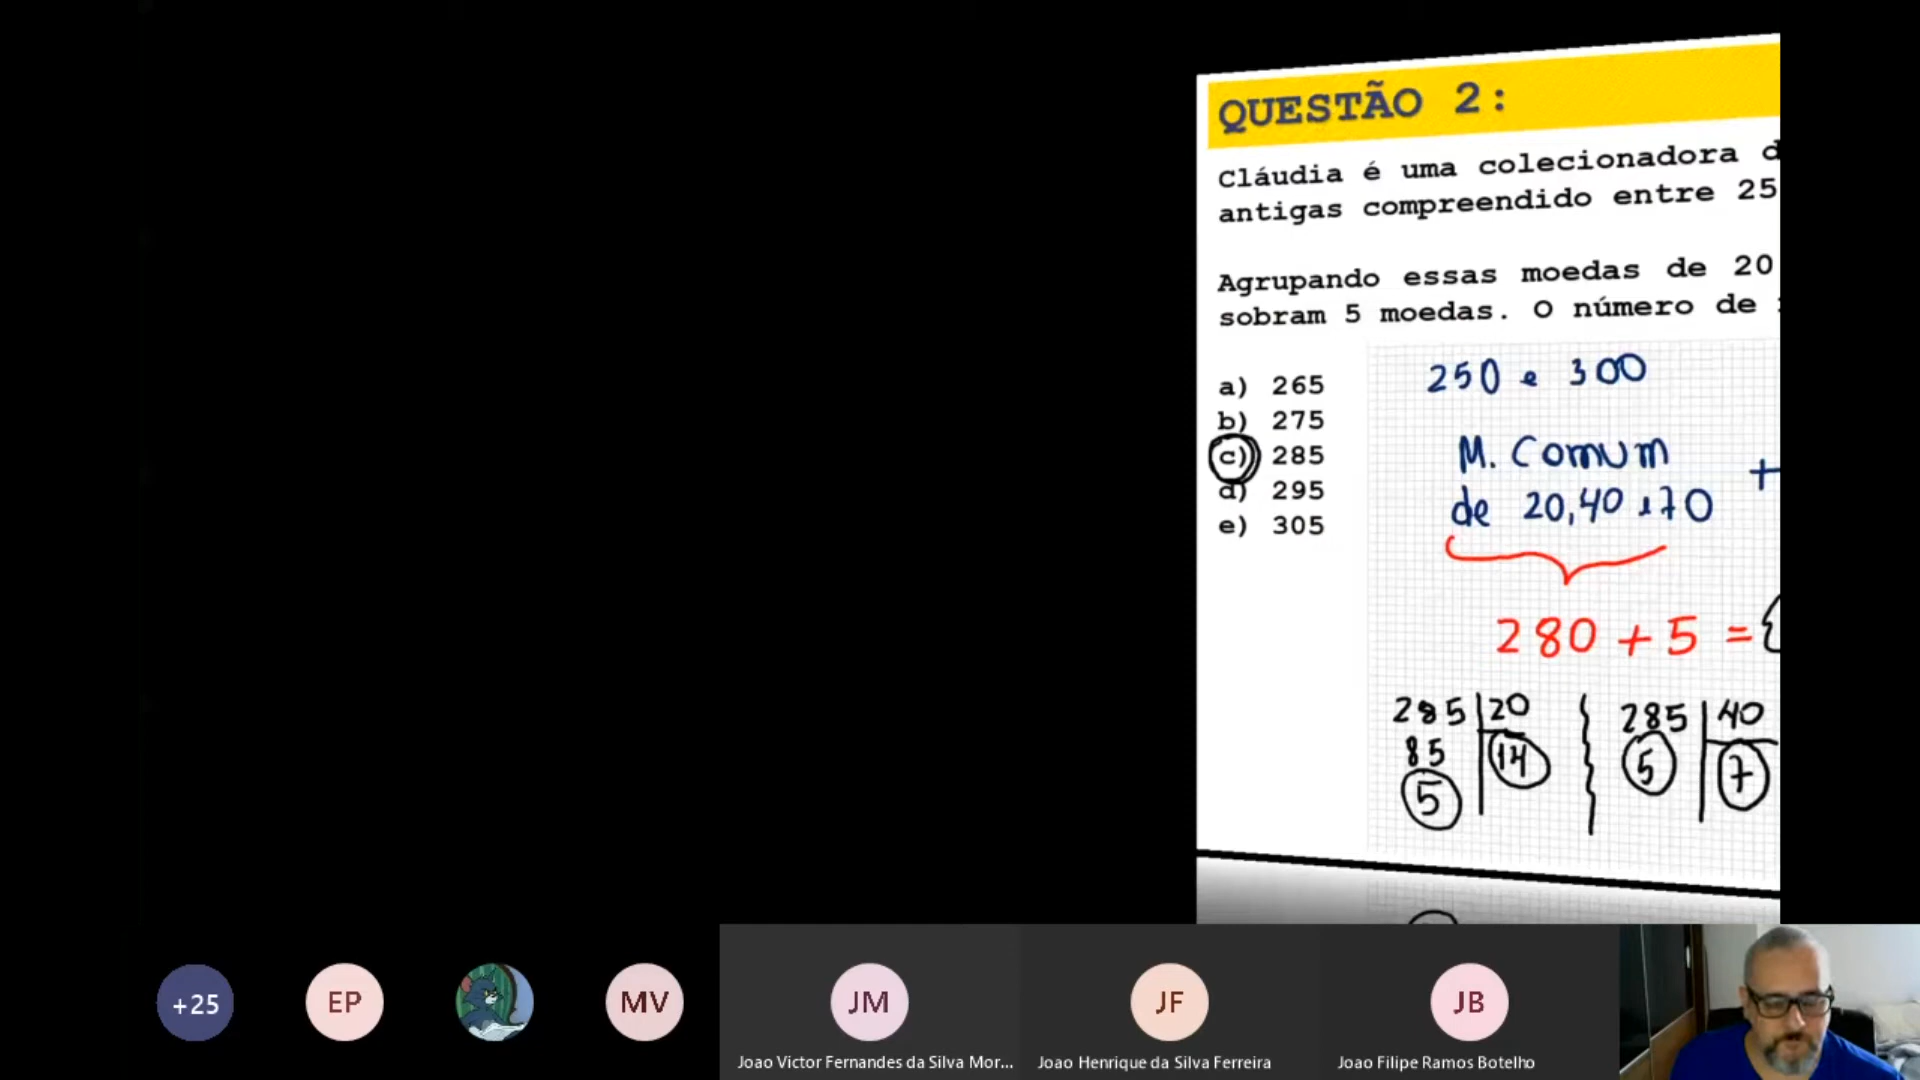 QUESTÃO 2:
Cláudia é uma colecionadora d
antigas compreendido entre 25
Agrupando essas moedas de 20
sobram 5 moedas. O número de
a) 265
b) 275
c) 285
d) 295
e) 305
250 e 300
M. Comum +
de 20,40 e 70
280 + 5 =
285 20 285 40
85 14 5 7
5
+25
EP
MV
JM
JF
JB
Joao Victor Fernandes da Silva Mor...
Joao Henrique da Silva Ferreira
Joao Filipe Ramos Botelho